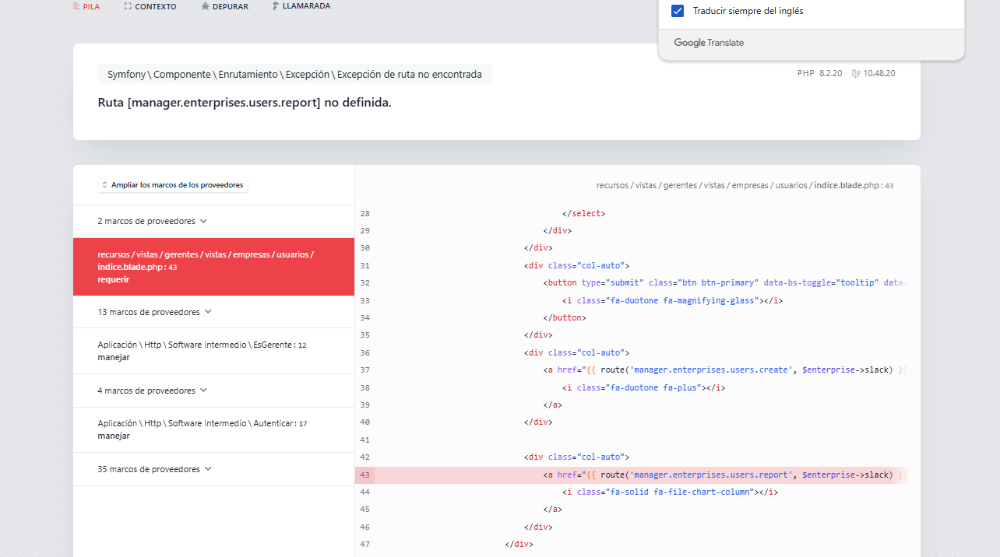 PILA
CONTEXTO
DEPURAR
LLAMARADA
Traducir siempre del inglés
Google Translate
Symfony \ Componente \ Enrutamiento \ Excepción \ Excepción de ruta no encontrada
PHP 8.2.20
10.48.20
Ruta [manager.enterprises.users.report] no definida.
Ampliar los marcos de los proveedores
2 marcos de proveedores
recursos / vistas / gerentes / vistas / empresas / usuarios /
índice.blade.php : 43
requerir
13 marcos de proveedores
Aplicación \ Http \ Software intermedio \ EsGerente : 12
manejar
4 marcos de proveedores
Aplicación \ Http \ Software intermedio \ Autenticar : 17
manejar
35 marcos de proveedores
recursos / vistas / gerentes / vistas / empresas / usuarios / índice.blade.php : 43
28 </select>
29 </div>
30 </div>
31 <div class="col-auto">
32 <button type="submit" class="btn btn-primary" data-bs-toggle="tooltip" data-
33 <i class="fa-duotone fa-magnifying-glass"></i>
34 </button>
35 </div>
36 <div class="col-auto">
37 <a href="{{ route('manager.enterprises.users.create', $enterprise->slack) }}
38 <i class="fa-duotone fa-plus"></i>
39 </a>
40 </div>
41
42 <div class="col-auto">
43 <a href="{{ route('manager.enterprises.users.report', $enterprise->slack) }}
44 <i class="fa-solid fa-file-chart-column"></i>
45 </a>
46 </div>
47 </div>